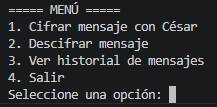 ===== MENÚ =====
1. Cifrar mensaje con César
2. Descifrar mensaje
3. Ver historial de mensajes
4. Salir
Seleccione una opción: